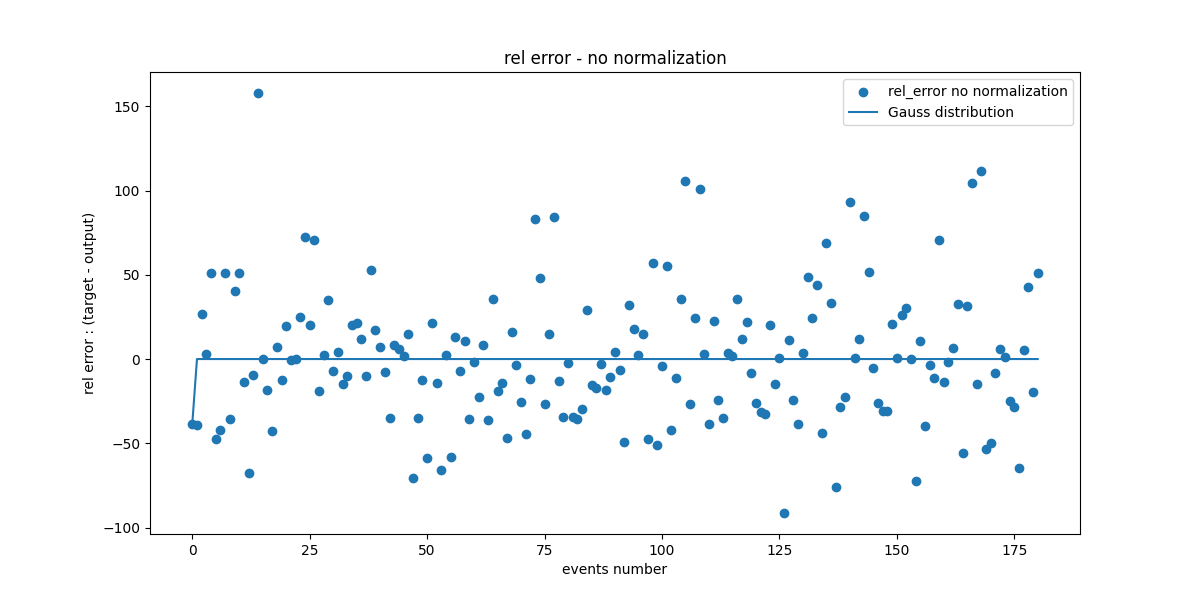 rel error - no normalization
rel_error no normalization
Gauss distribution
rel error : (target - output)
150
100
50
0
−50
−100
0
25
50
75
100
125
150
175
events number